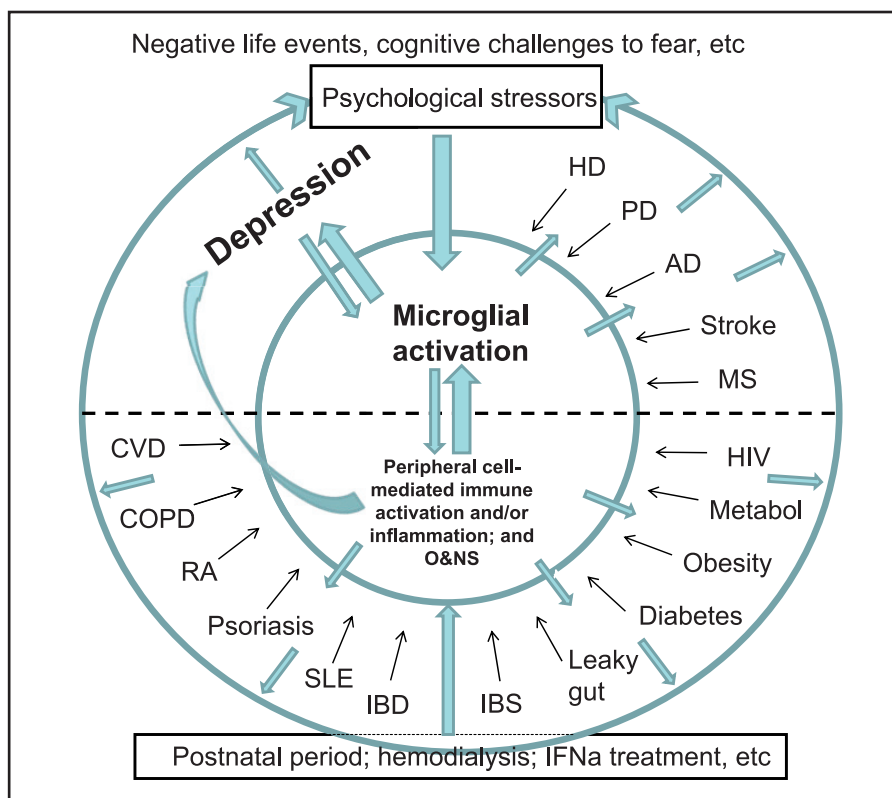 Negative life events, cognitive challenges to fear, etc
Psychological stressors
Depression
HD
PD
AD
Stroke
MS
Microglial
activation
CVD
COPD
RA
Psoriasis
SLE
IBD
IBS
Leaky
gut
Diabetes
Obesity
Metabol
HIV
Peripheral cell-
mediated immune
activation and/or
inflammation; and
O&NS
Postnatal period; hemodialysis; IFNa treatment, etc